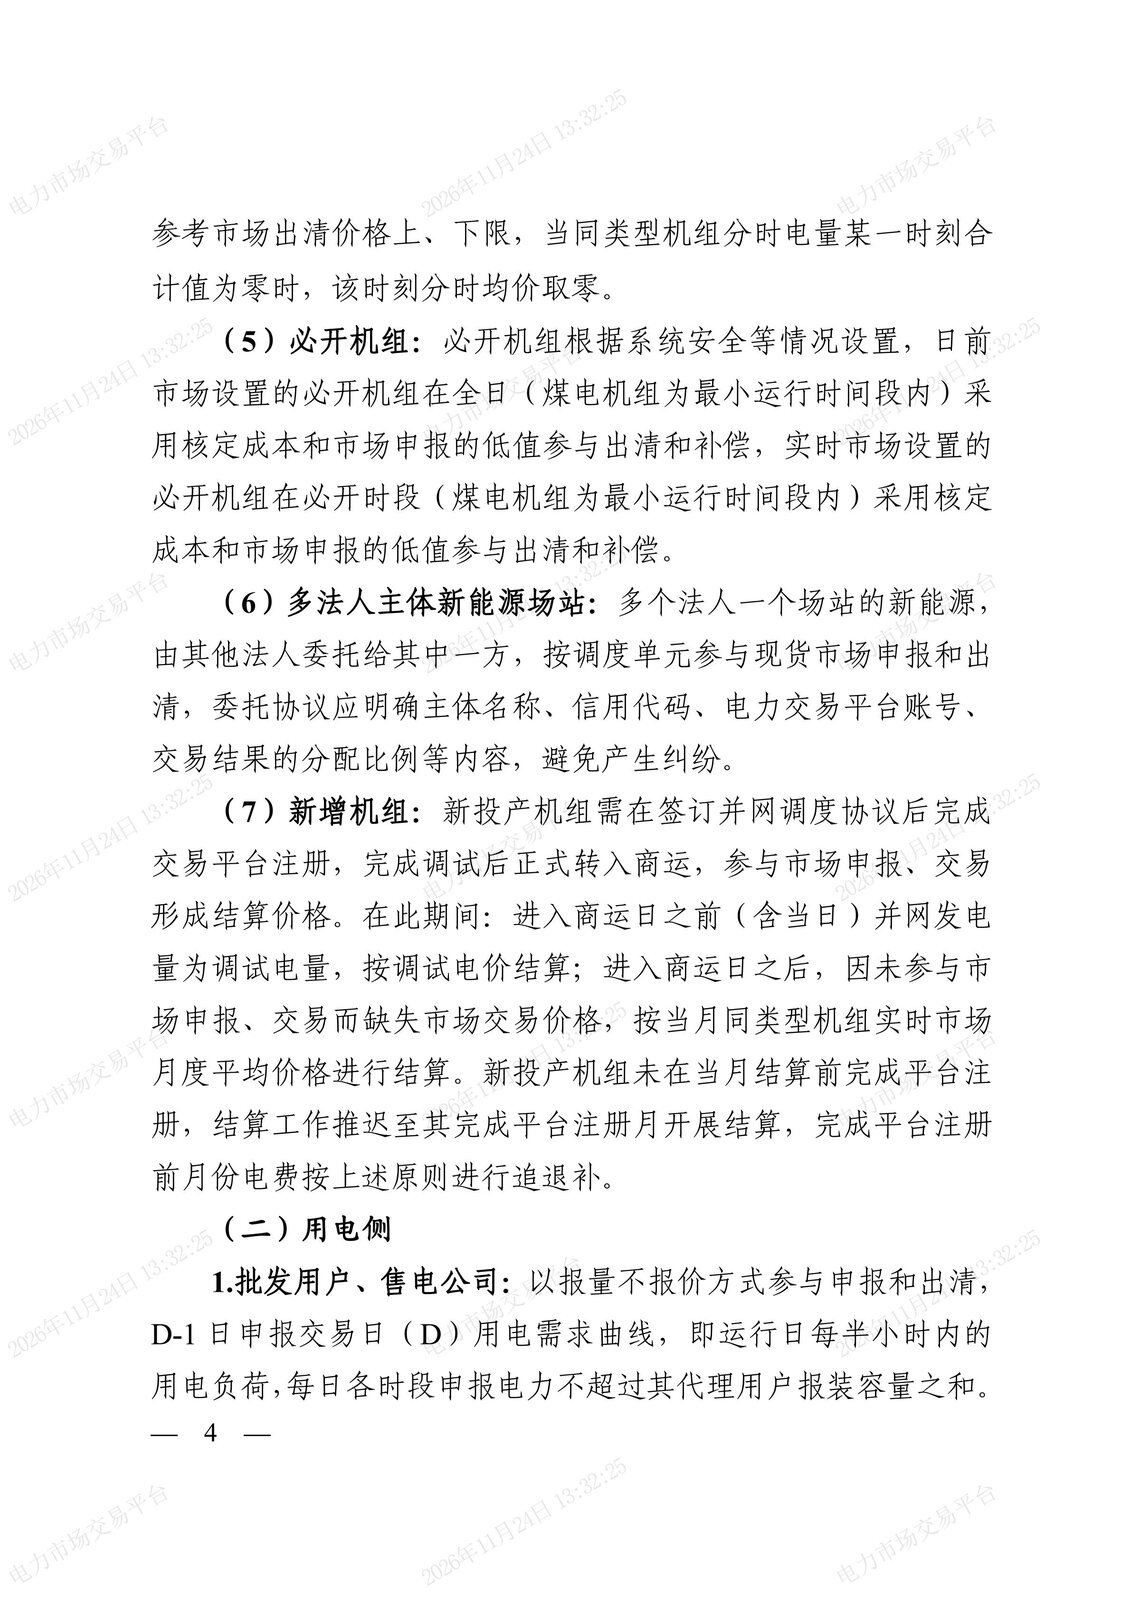 参考市场出清价格上、下限，当同类型机组分时电量某一时刻合
计值为零时，该时刻分时均价取零。
（5）必开机组：必开机组根据系统安全等情况设置，日前
市场设置的必开机组在全日（煤电机组为最小运行时间段内）采
用核定成本和市场申报的低值参与出清和补偿，实时市场设置的
必开机组在必开时段（煤电机组为最小运行时间段内）采用核定
成本和市场申报的低值参与出清和补偿。
（6）多法人主体新能源场站：多个法人一个场站的新能源，
由其他法人委托给其中一方，按调度单元参与现货市场申报和出
清，委托协议应明确主体名称、信用代码、电力交易平台账号、
交易结果的分配比例等内容，避免产生纠纷。
（7）新增机组：新投产机组需在签订并网调度协议后完成
交易平台注册，完成调试后正式转入商运，参与市场申报、交易
形成结算价格。在此期间：进入商运日之前（含当日）并网发电
量为调试电量，按调试电价结算；进入商运日之后，因未参与市
场申报、交易而缺失市场交易价格，按当月同类型机组实时市场
月度平均价格进行结算。新投产机组未在当月结算前完成平台注
册，结算工作推迟至其完成平台注册月开展结算，完成平台注册
前月份电费按上述原则进行追退补。
（二）用电侧
1.批发用户、售电公司：以报量不报价方式参与申报和出清，
D-1 日申报交易日（D）用电需求曲线，即运行日每半小时内的
用电负荷，每日各时段申报电力不超过其代理用户报装容量之和。
— 4 —
电力市场交易平台
2026年11月24日 13:32:25